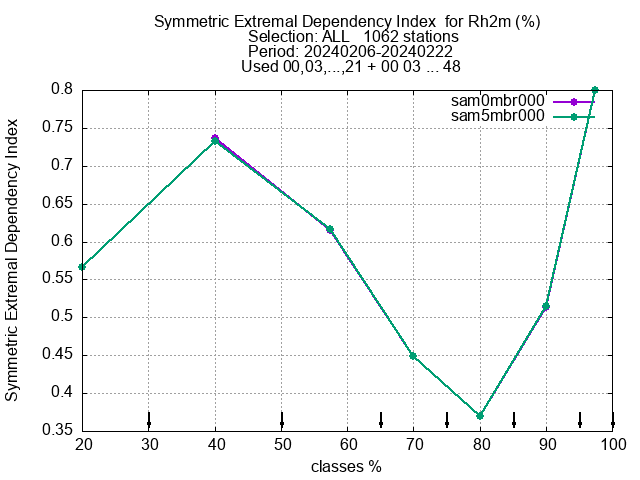 Symmetric Extremal Dependency Index  for Rh2m (%)
Selection: ALL   1062 stations
Period: 20240206-20240222
Used 00,03,...,21 + 00 03 ... 48
sam0mbr000
sam5mbr000
Symmetric Extremal Dependency Index
0.8
0.75
0.7
0.65
0.6
0.55
0.5
0.45
0.4
0.35
20 30 40 50 60 70 80 90 100
classes %